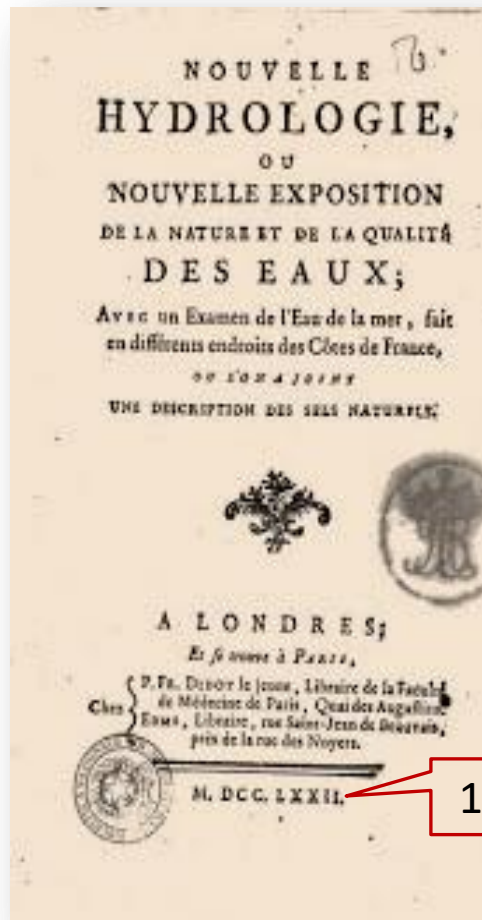 NOUVELLE
HYDROLOGIE,
OU
NOUVELLE EXPOSITION
DE LA NATURE ET DE LA QUALITÉ
DES EAUX;
AVEC un Examen de l'Eau de la mer, fait
en différents endroits des Côtes de France,
OU L'ON A JOINT
UNE DESCRIPTION DES SELS NATURELS.
A LONDRES;
Et se trouve à PARIS,
Chez
P. FR. DIDOT le jeune, Libraire de la Faculté
de Médecine de Paris, Quai des Augustins.
EDME, Libraire, rue Saint-Jean de Beauvais,
près de la rue des Noyers.
M. DCC. LXXII.
1